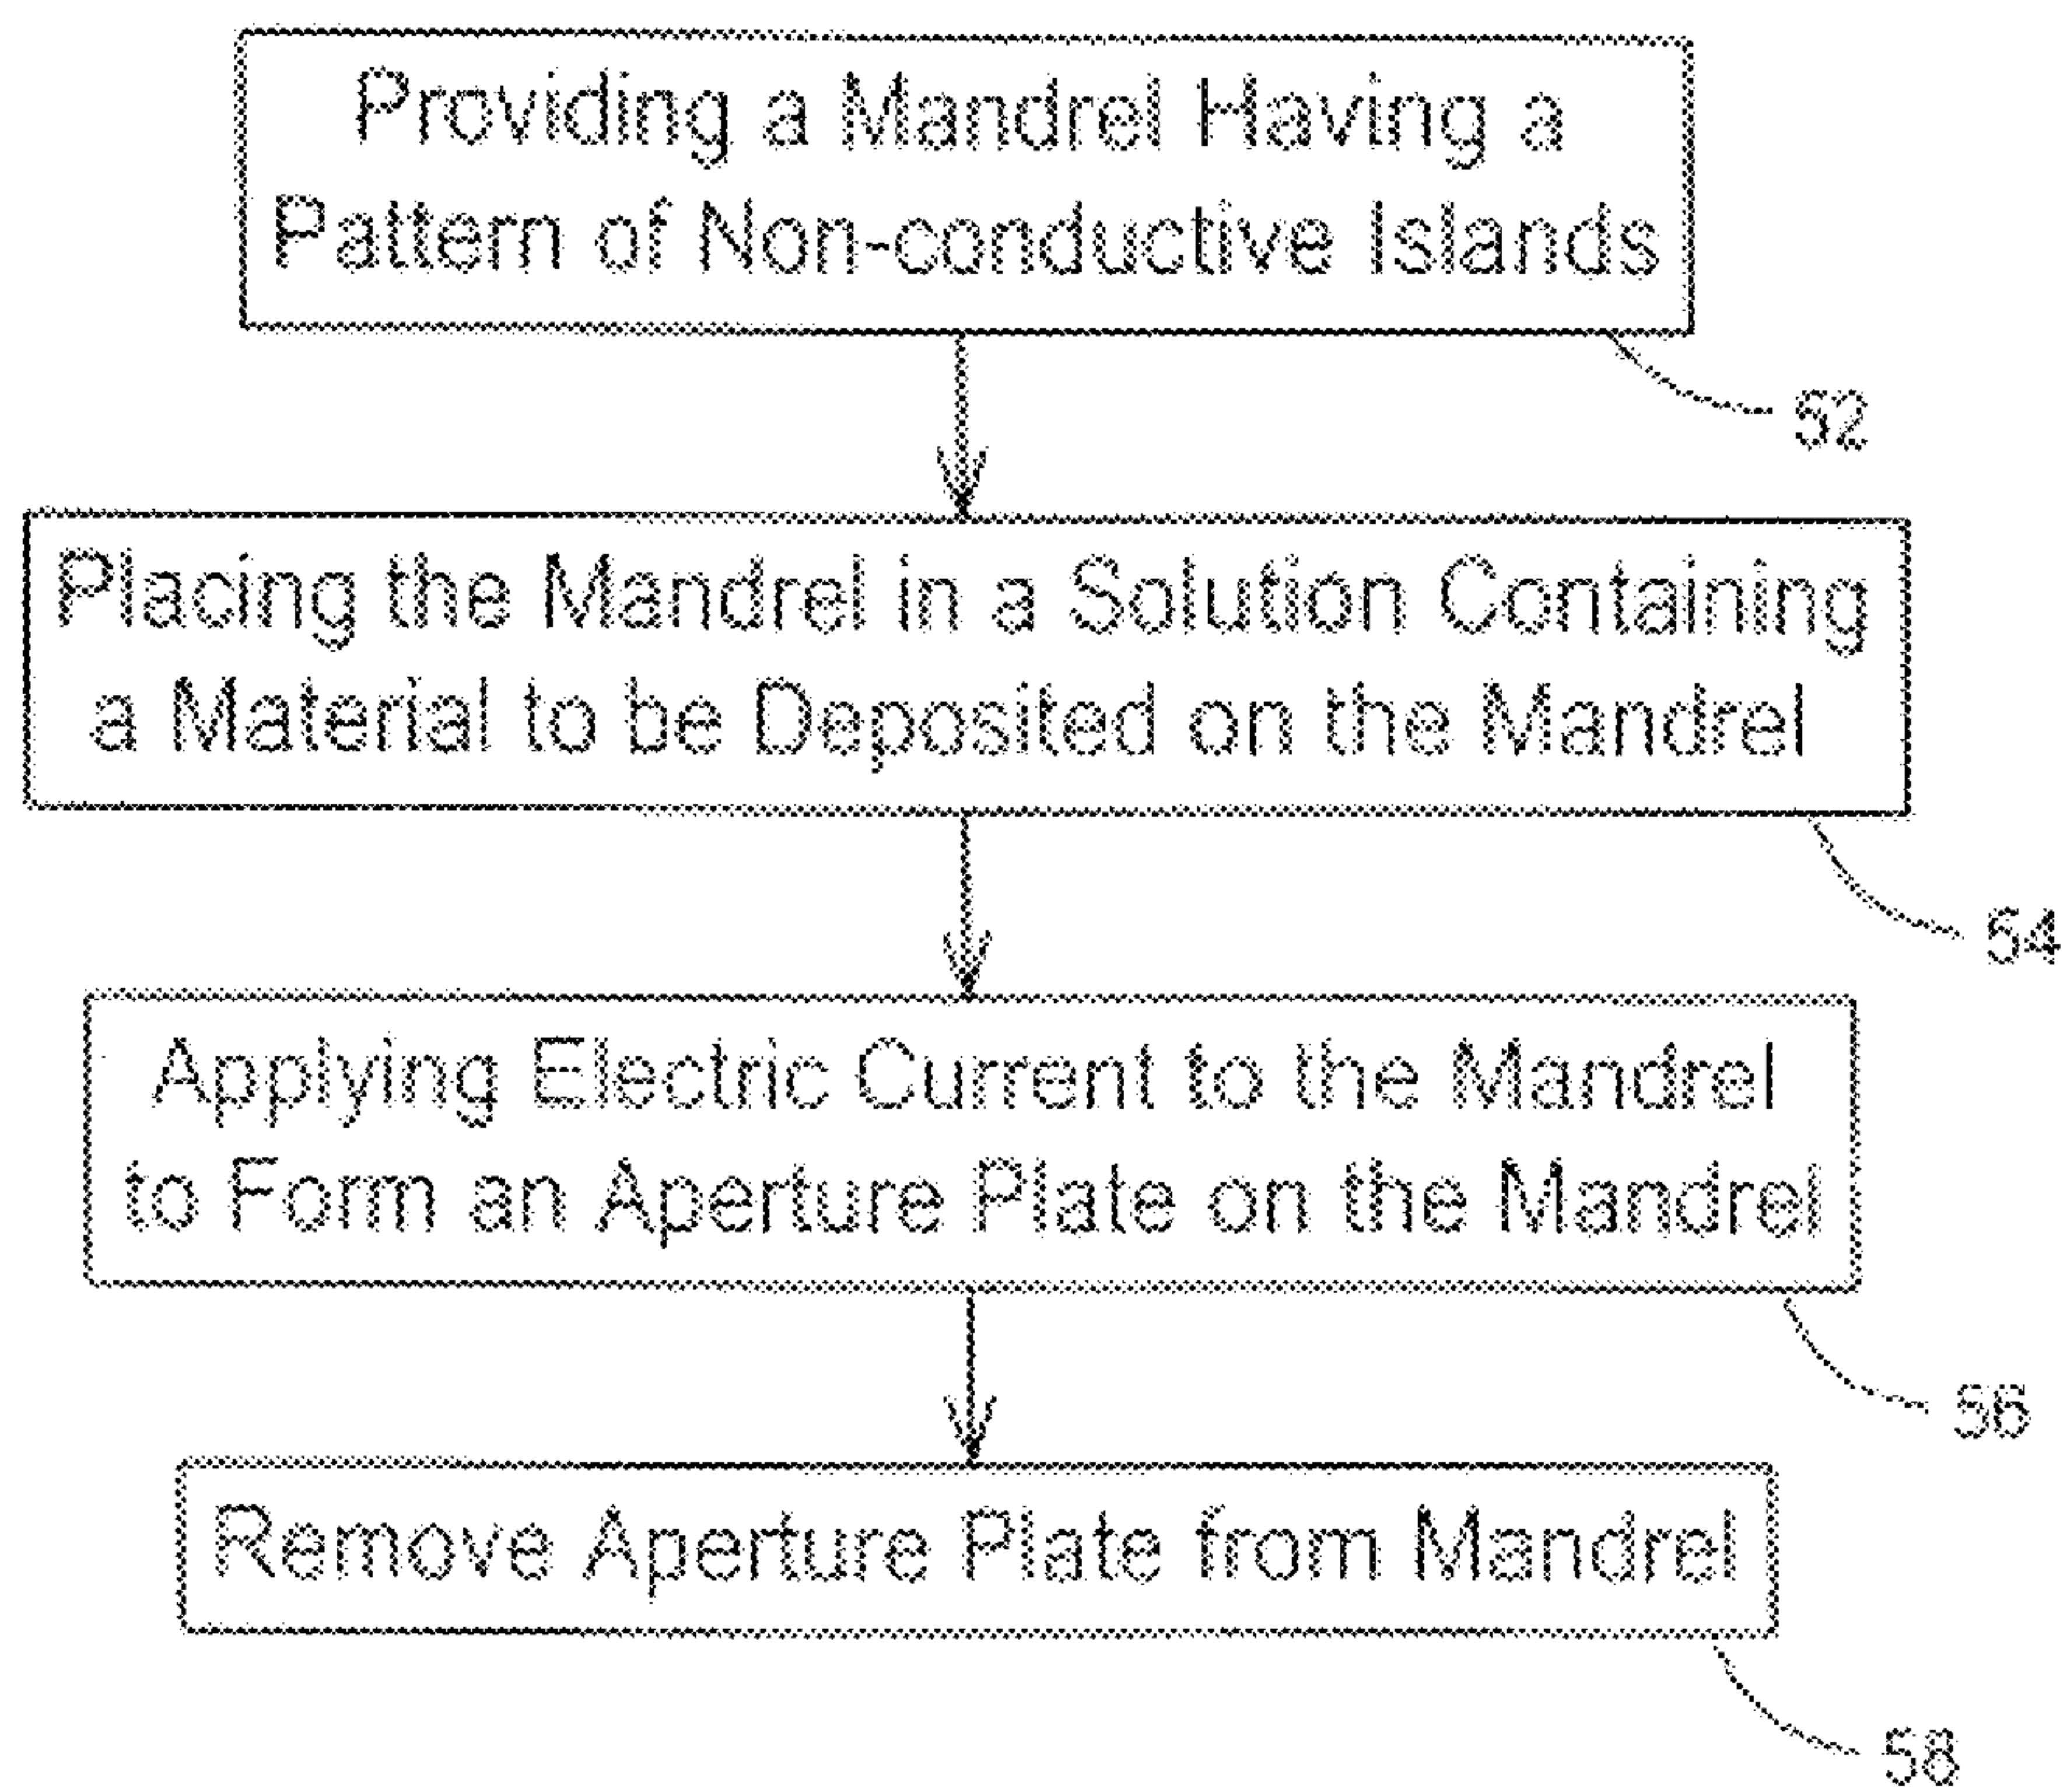 Providing a Mandrel Having a
Pattern of Non-conductive Islands
52
Placing the Mandrel in a Solution Containing
a Material to be Deposited on the Mandrel
54
Applying Electric Current to the Mandrel
to Form an Aperture Plate on the Mandrel
56
Remove Aperture Plate from Mandrel
58